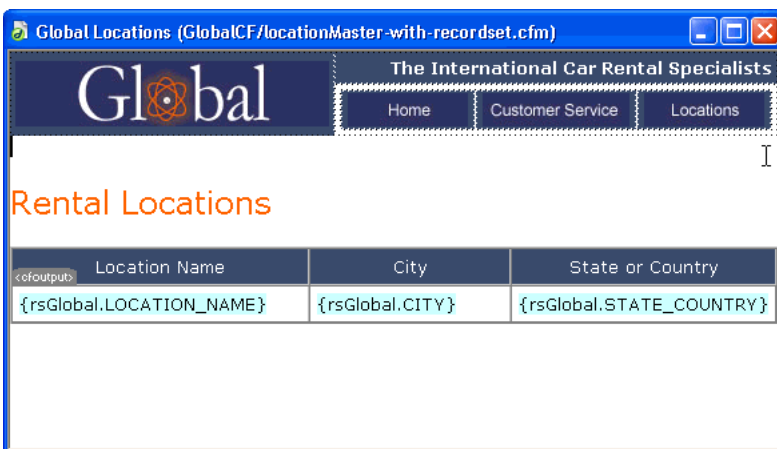 Global Locations (GlobalCF/locationMaster-with-recordset.cfm)
Global
The International Car Rental Specialists
Home Customer Service Locations
Rental Locations
Location Name City State or Country
<cfoutput>
{rsGlobal.LOCATION_NAME} {rsGlobal.CITY} {rsGlobal.STATE_COUNTRY}